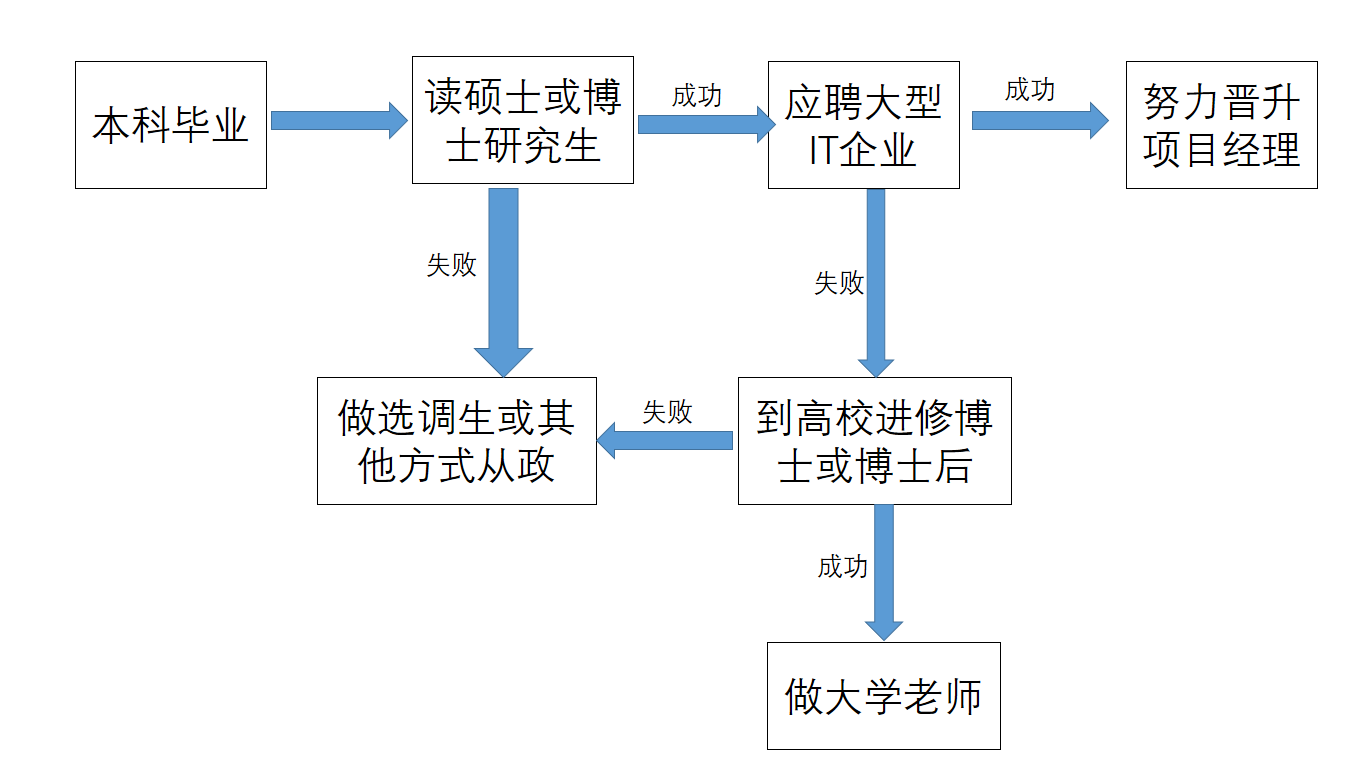 本科毕业
读硕士或博
士研究生
成功
应聘大型
IT企业
成功
努力晋升
项目经理
失败
失败
做选调生或其
他方式从政
失败
到高校进修博
士或博士后
成功
做大学老师